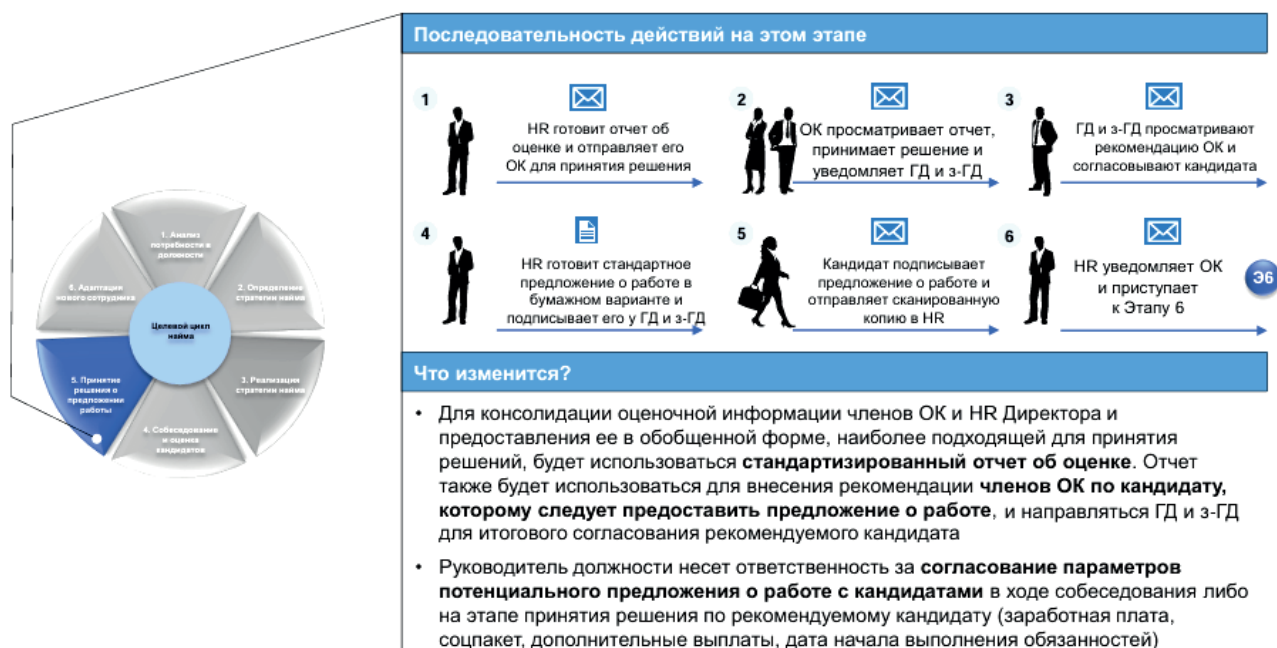 Последовательность действий на этом этапе
1
HR готовит отчет об
оценке и отправляет его
ОК для принятия решения
2
ОК просматривает отчет,
принимает решение и
уведомляет ГД и з-ГД
3
ГД и з-ГД просматривают
рекомендацию ОК и
согласовывают кандидата
4
HR готовит стандартное
предложение о работе в
бумажном варианте и
подписывает его у ГД и з-ГД
5
Кандидат подписывает
предложение о работе и
отправляет сканированную
копию в HR
6
HR уведомляет ОК
и приступает
к Этапу 6
Э6
1. Анализ
потребности в
должности
2. Определение
стратегии найма
3. Реализация
стратегии найма
4. Собеседование
и оценка
кандидатов
5. Принятие
решения о
предложении
работы
6. Адаптация
нового сотрудника
Целевой цикл
найма
Что изменится?
• Для консолидации оценочной информации членов ОК и HR Директора и
предоставления ее в обобщенной форме, наиболее подходящей для принятия
решений, будет использоваться стандартизированный отчет об оценке. Отчет
также будет использоваться для внесения рекомендации членов ОК по кандидату,
которому следует предоставить предложение о работе, и направляться ГД и з-ГД
для итогового согласования рекомендуемого кандидата
• Руководитель должности несет ответственность за согласование параметров
потенциального предложения о работе с кандидатами в ходе собеседования либо
на этапе принятия решения по рекомендуемому кандидату (заработная плата,
соцпакет, дополнительные выплаты, дата начала выполнения обязанностей)